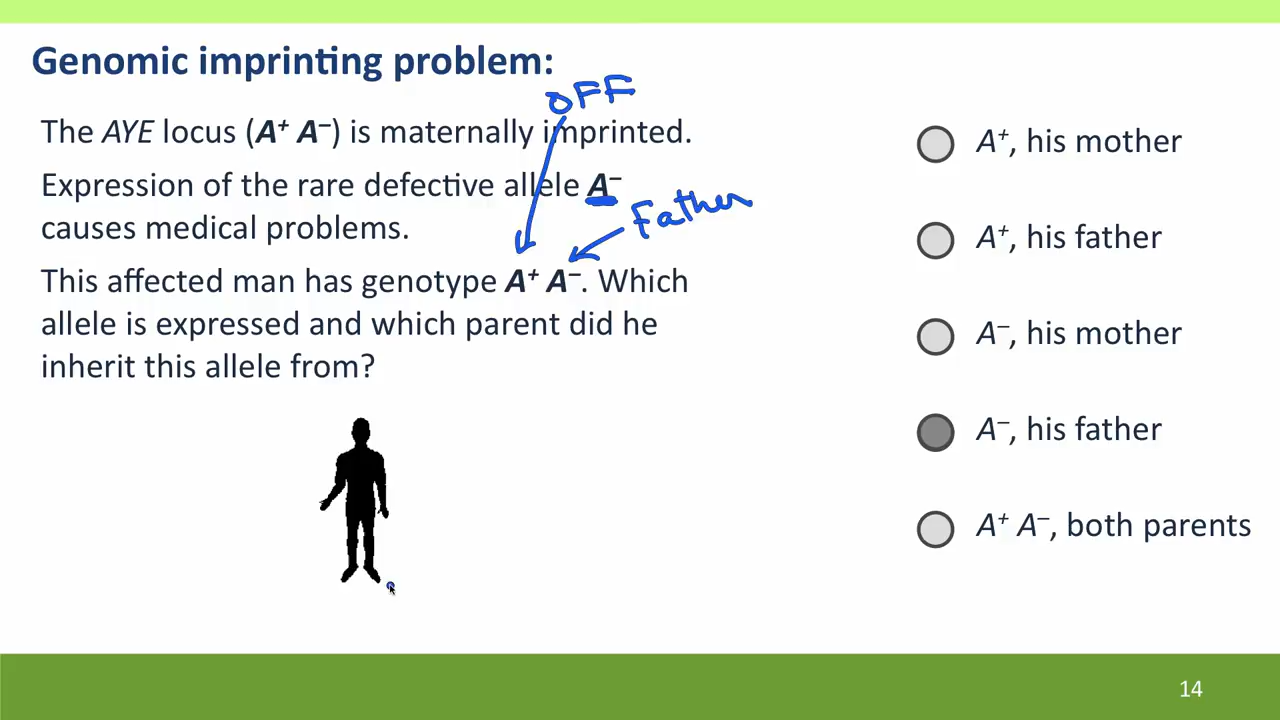 Genomic imprinting problem:
OFF
The AYE locus (A⁺ A⁻) is maternally imprinted.
Expression of the rare defective allele A⁻
causes medical problems.
Father
This affected man has genotype A⁺ A⁻. Which
allele is expressed and which parent did he
inherit this allele from?
A⁺, his mother
A⁺, his father
A⁻, his mother
A⁻, his father
A⁺ A⁻, both parents
14